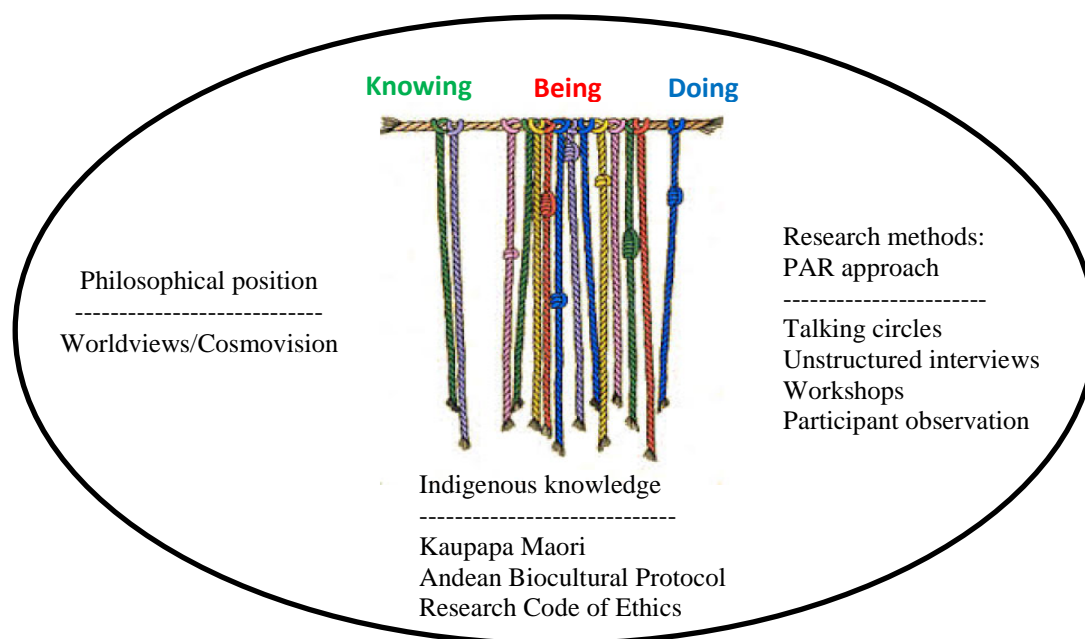 Knowing Being Doing
Philosophical position
-----------------------------
Worldviews/Cosmovision
Research methods:
PAR approach
-----------------------
Talking circles
Unstructured interviews
Workshops
Participant observation
Indigenous knowledge
-----------------------------
Kaupapa Maori
Andean Biocultural Protocol
Research Code of Ethics